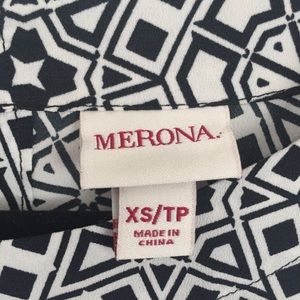 MERONA.
XS/TP
MADE IN
CHINA